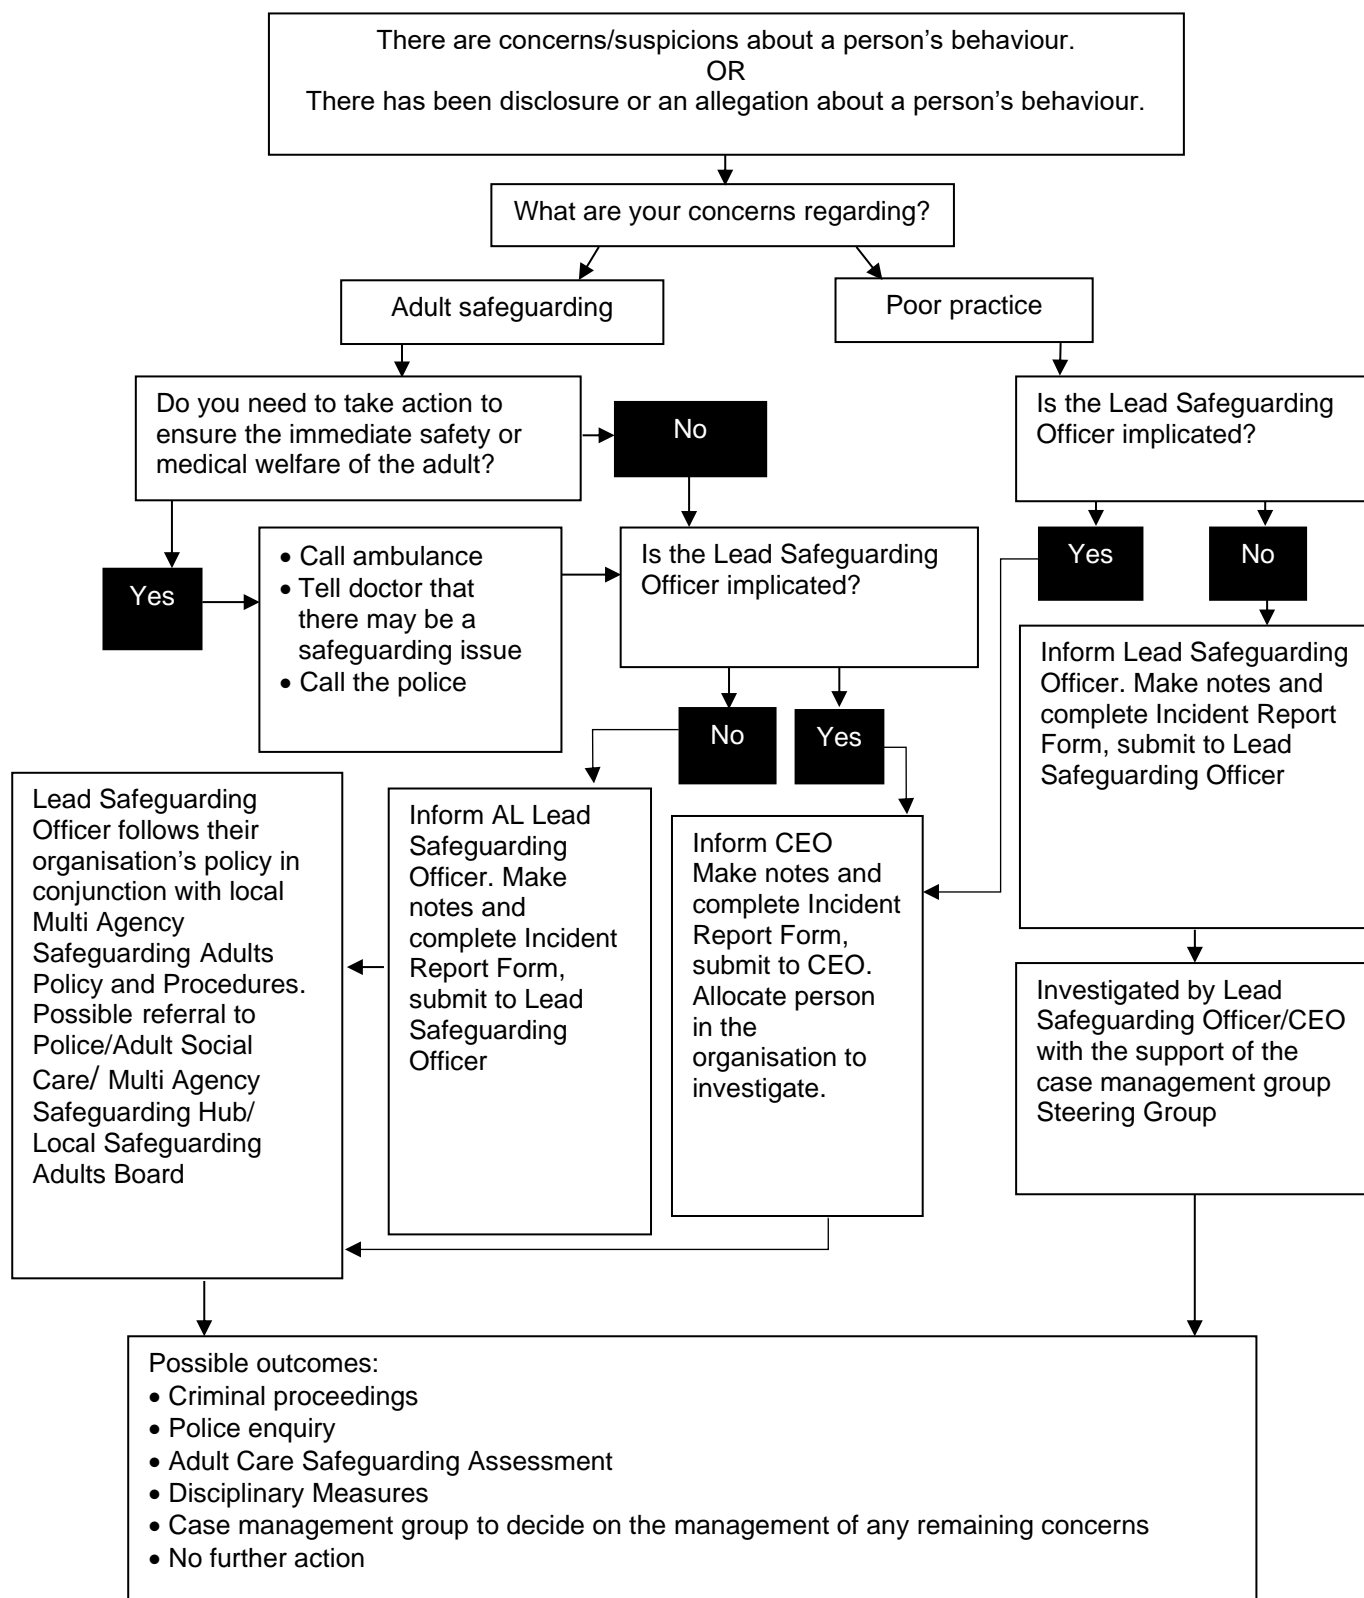 There are concerns/suspicions about a person’s behaviour.
OR
There has been disclosure or an allegation about a person’s behaviour.
What are your concerns regarding?
Adult safeguarding
Poor practice
Do you need to take action to
ensure the immediate safety or
medical welfare of the adult?
No
Is the Lead Safeguarding
Officer implicated?
Yes
• Call ambulance
• Tell doctor that
there may be a
safeguarding issue
• Call the police
Is the Lead Safeguarding
Officer implicated?
Yes
No
No
Yes
Inform Lead Safeguarding
Officer. Make notes and
complete Incident Report
Form, submit to Lead
Safeguarding Officer
Lead Safeguarding
Officer follows their
organisation’s policy in
conjunction with local
Multi Agency
Safeguarding Adults
Policy and Procedures.
Possible referral to
Police/Adult Social
Care/ Multi Agency
Safeguarding Hub/
Local Safeguarding
Adults Board
Inform AL Lead
Safeguarding
Officer. Make
notes and
complete Incident
Report Form,
submit to Lead
Safeguarding
Officer
Inform CEO
Make notes and
complete Incident
Report Form,
submit to CEO.
Allocate person
in the
organisation to
investigate.
Investigated by Lead
Safeguarding Officer/CEO
with the support of the
case management group
Steering Group
Possible outcomes:
• Criminal proceedings
• Police enquiry
• Adult Care Safeguarding Assessment
• Disciplinary Measures
• Case management group to decide on the management of any remaining concerns
• No further action